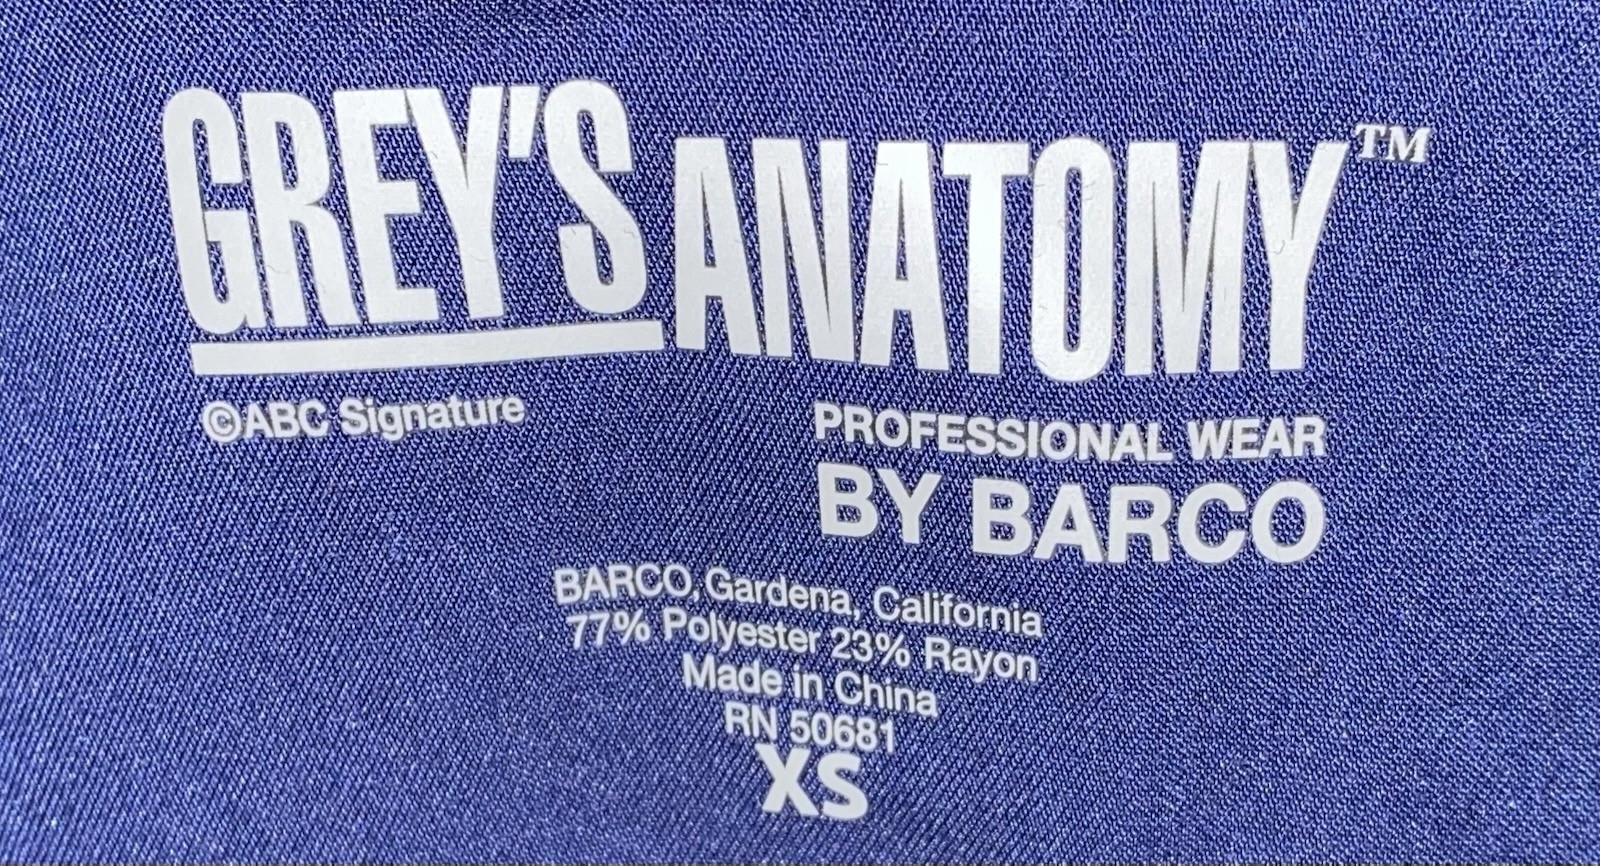 GREY'S ANATOMY™
©ABC Signature
PROFESSIONAL WEAR
BY BARCO
BARCO, Gardena, California
77% Polyester 23% Rayon
Made in China
RN 50681
XS